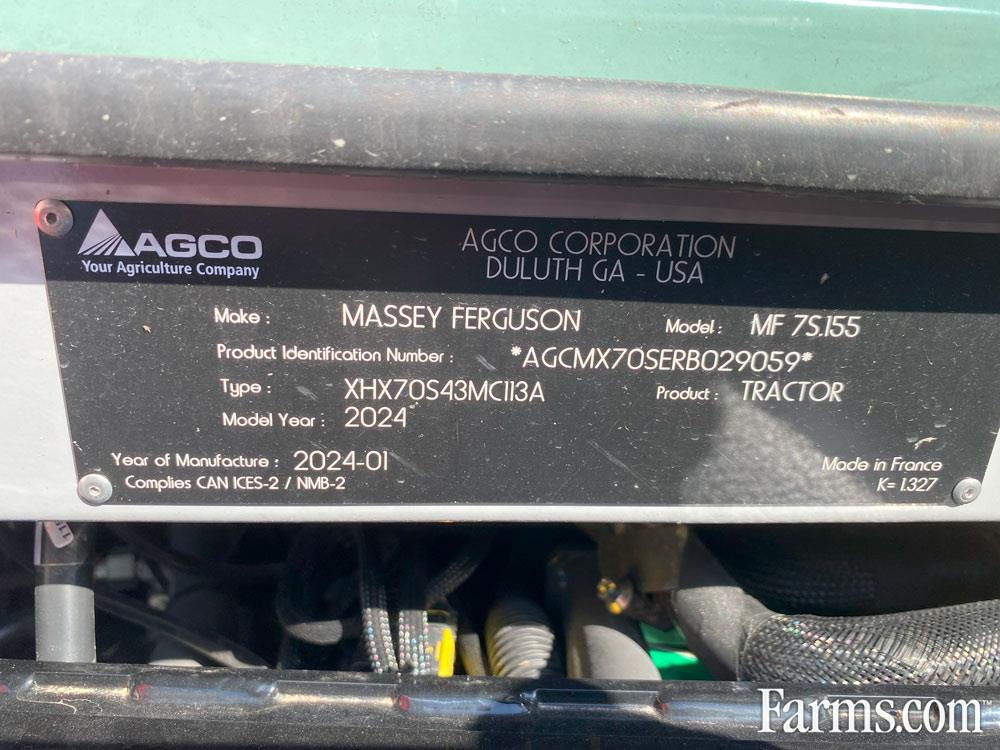 AGCO
Your Agriculture Company
AGCO CORPORATION
DULUTH GA - USA
Make : MASSEY FERGUSON Model : MF 7S.155
Product Identification Number : *AGCMX70SERB029059*
Type : XHX70S43MC113A Product : TRACTOR
Model Year : 2024
Year of Manufacture : 2024-01
Complies CAN ICES-2 / NMB-2
Made in France
K= 1.327
Farms.com™